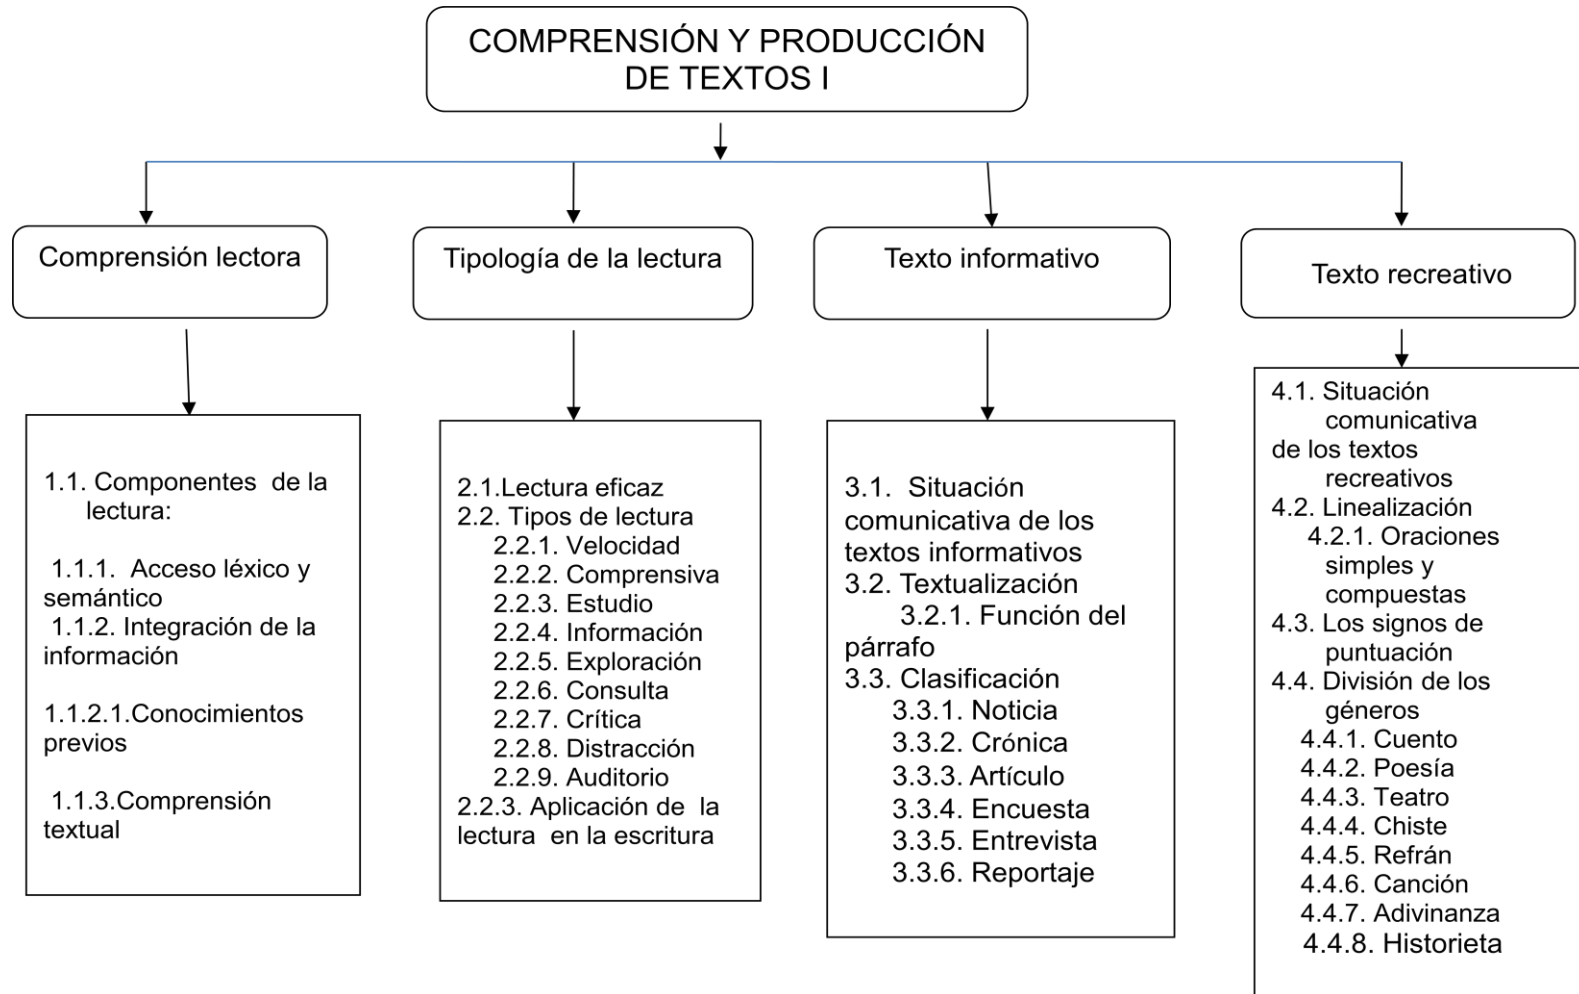 COMPRENSIÓN Y PRODUCCIÓN
DE TEXTOS I
Comprensión lectora
Tipología de la lectura
Texto informativo
Texto recreativo
1.1. Componentes de la
lectura:
1.1.1. Acceso léxico y
semántico
1.1.2. Integración de la
información
1.1.2.1.Conocimientos
previos
1.1.3.Comprensión
textual
2.1.Lectura eficaz
2.2. Tipos de lectura
2.2.1. Velocidad
2.2.2. Comprensiva
2.2.3. Estudio
2.2.4. Información
2.2.5. Exploración
2.2.6. Consulta
2.2.7. Crítica
2.2.8. Distracción
2.2.9. Auditorio
2.2.3. Aplicación de la
lectura en la escritura
3.1. Situación
comunicativa de los
textos informativos
3.2. Textualización
3.2.1. Función del
párrafo
3.3. Clasificación
3.3.1. Noticia
3.3.2. Crónica
3.3.3. Artículo
3.3.4. Encuesta
3.3.5. Entrevista
3.3.6. Reportaje
4.1. Situación
comunicativa
de los textos
recreativos
4.2. Linealización
4.2.1. Oraciones
simples y
compuestas
4.3. Los signos de
puntuación
4.4. División de los
géneros
4.4.1. Cuento
4.4.2. Poesía
4.4.3. Teatro
4.4.4. Chiste
4.4.5. Refrán
4.4.6. Canción
4.4.7. Adivinanza
4.4.8. Historieta